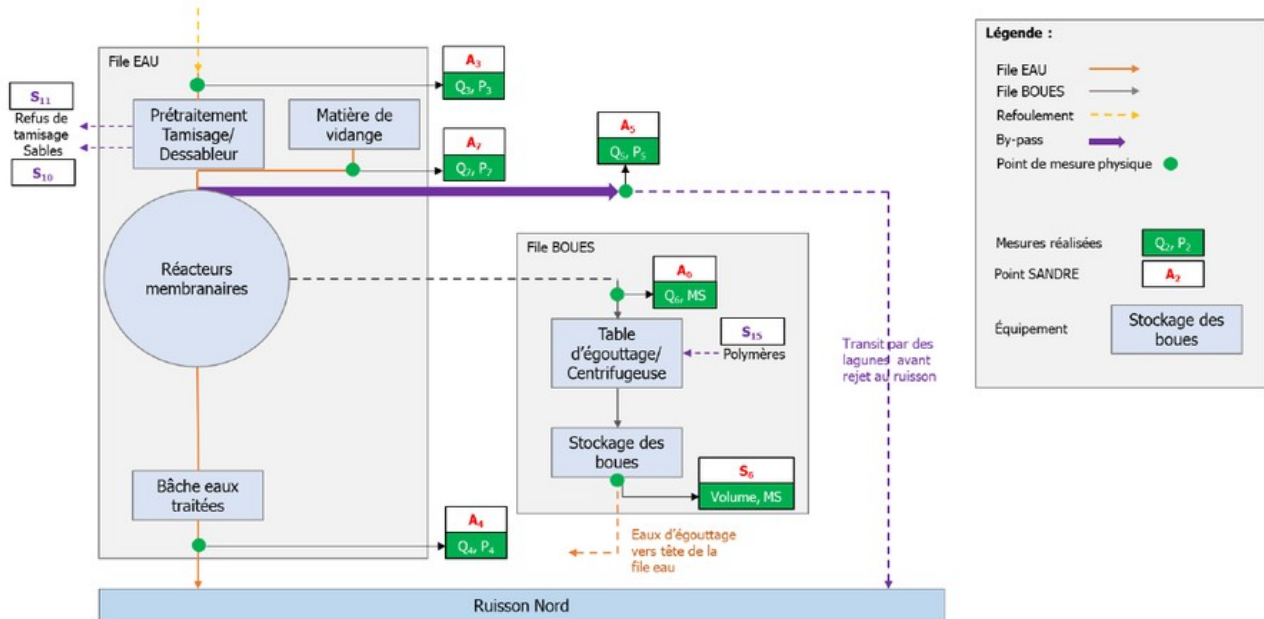 File EAU
A₃
Q₃, P₃
S₁₁
Refus de
tamisage
Sables
S₁₀
Prétraitement
Tamisage/
Dessableur
Matière de
vidange
A₇
Q₇, P₇
A₅
Q₅, P₅
Réacteurs
membranaires
File BOUES
A₆
Q₆, MS
Table
d'égouttage/
Centrifugeuse
S₁₅
Polymères
Transit par des
lagunes avant
rejet au ruisson
Stockage des
boues
S₆
Volume, MS
Bâche eaux
traitées
A₄
Q₄, P₄
Eaux d'égouttage
vers tête de la
file eau
Ruisson Nord
Légende :
File EAU
File BOUES
Refoulement
By-pass
Point de mesure physique
Mesures réalisées
Q₂, P₂
Point SANDRE
A₂
Équipement
Stockage des
boues